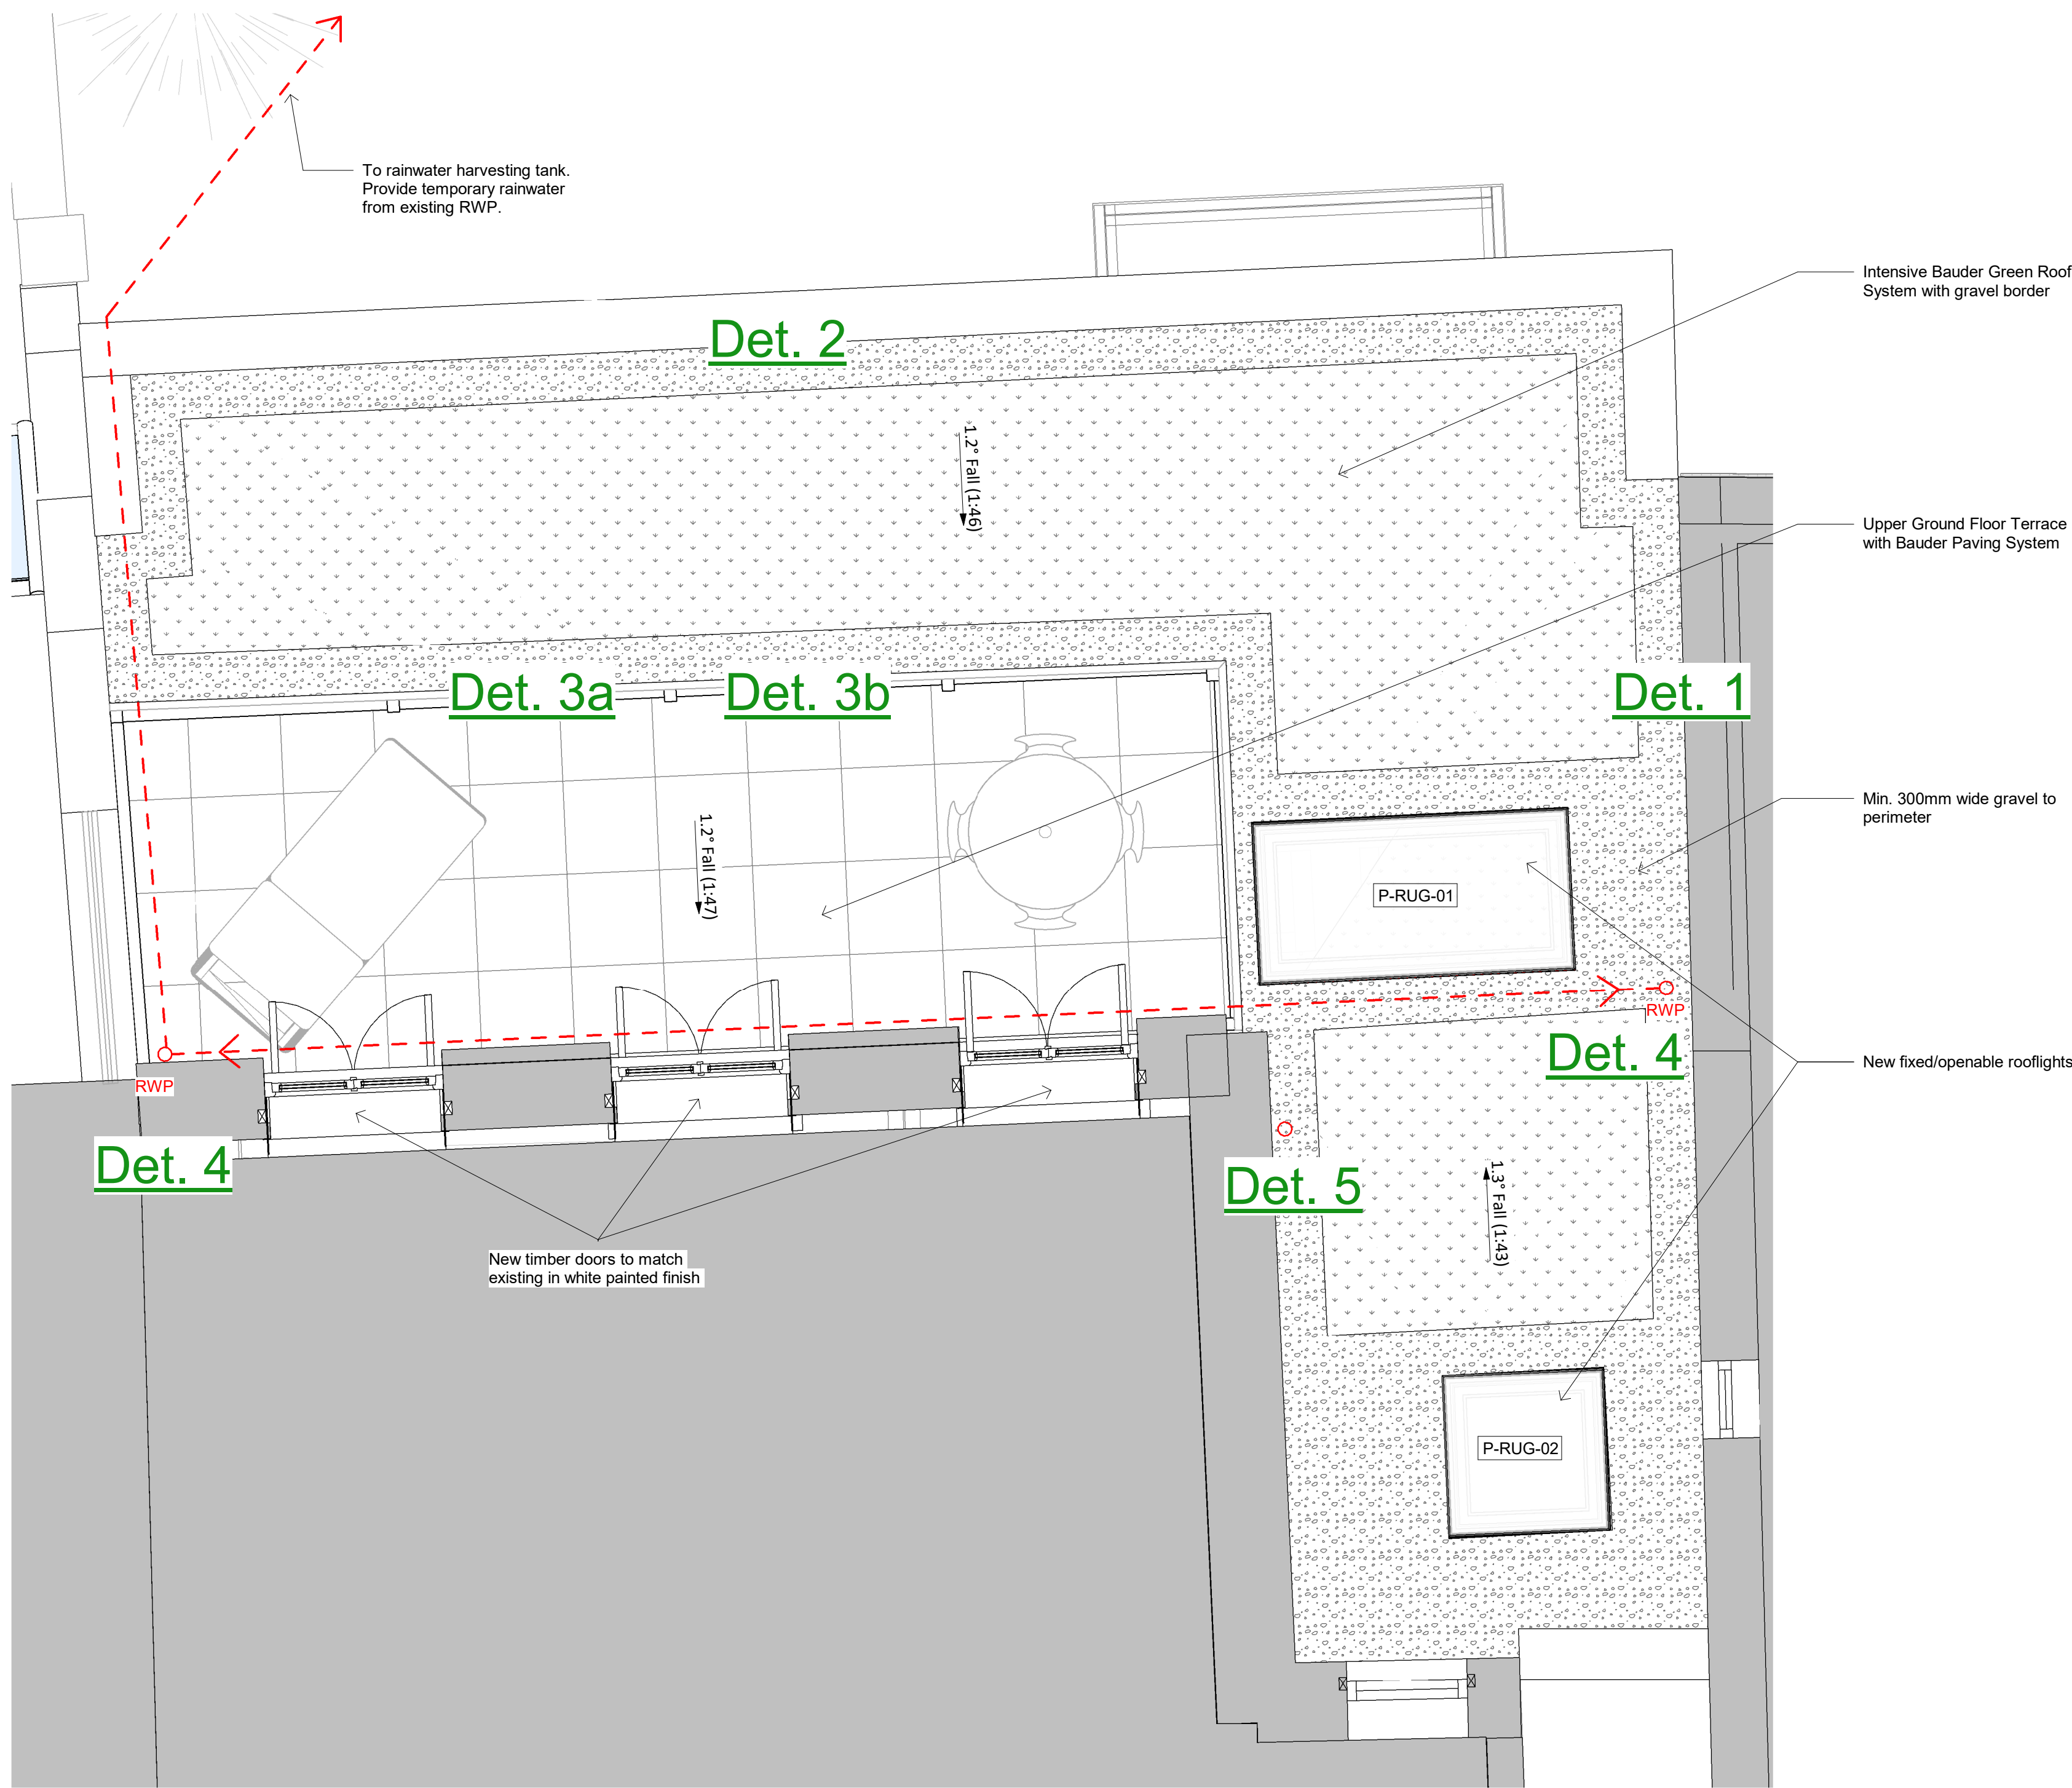 To rainwater harvesting tank.
Provide temporary rainwater
from existing RWP.
Intensive Bauder Green Roof
System with gravel border
Det. 2
1.2° Fall (1:46)
Upper Ground Floor Terrace
with Bauder Paving System
Det. 3a
Det. 3b
Det. 1
Min. 300mm wide gravel to
perimeter
1.2° Fall (1:47)
P-RUG-01
RWP
Det. 4
New fixed/openable rooflights
RWP
Det. 4
Det. 5
1.3° Fall (1:43)
New timber doors to match
existing in white painted finish
P-RUG-02